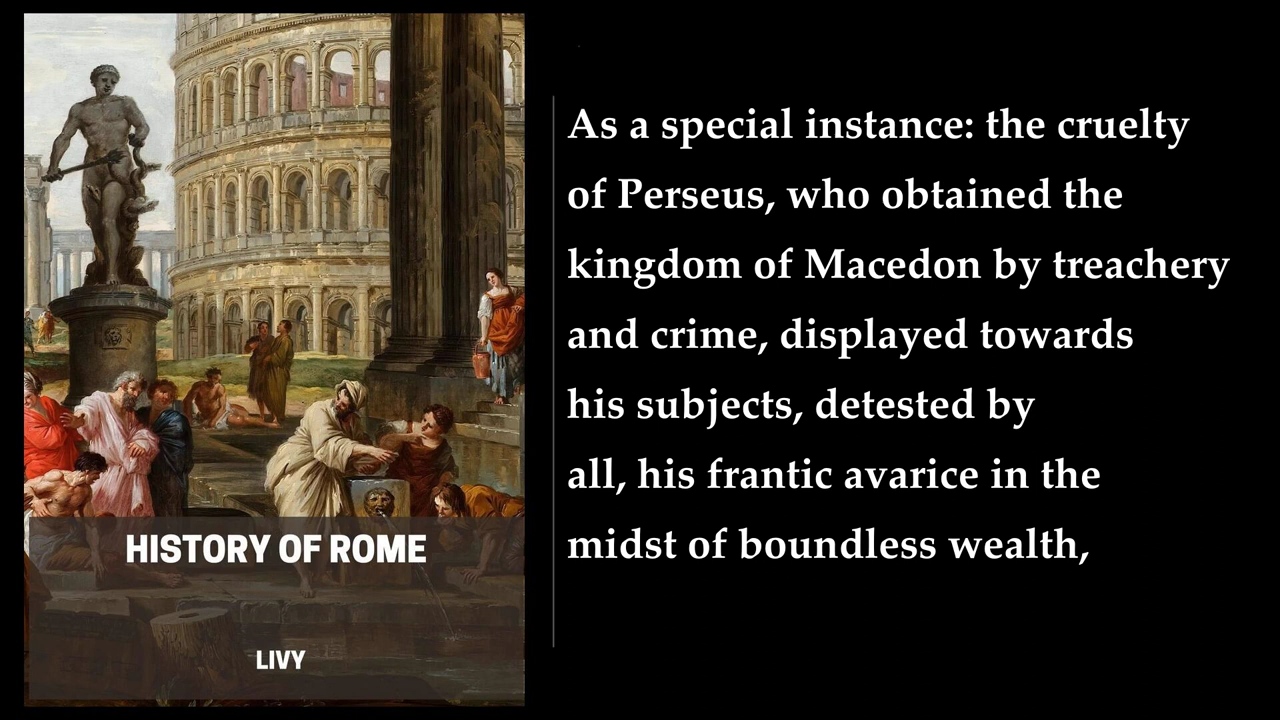 HISTORY OF ROME
LIVY
As a special instance: the cruelty
of Perseus, who obtained the
kingdom of Macedon by treachery
and crime, displayed towards
his subjects, detested by
all, his frantic avarice in the
midst of boundless wealth,